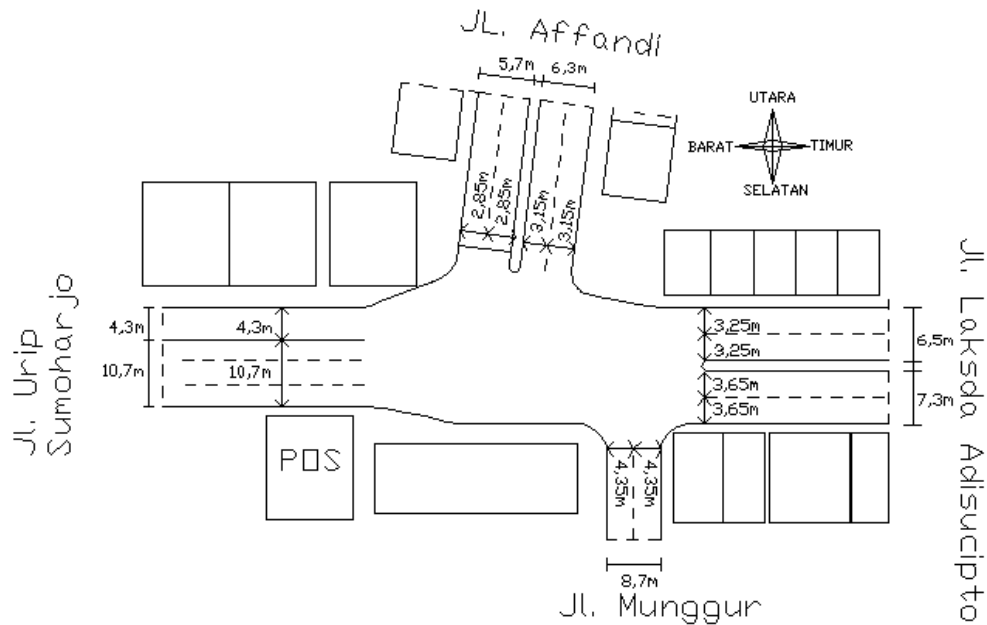 JL. Affandi
5,7m 6,3m
UTARA
BARAT TIMUR
SELATAN
2,85m 2,85m 3,15m 3,15m
Jl. Urip
Sumoharjo
4,3m 4,3m
10,7m 10,7m
3,25m
3,25m
6,5m
3,65m
3,65m
7,3m
Jl. Laksda Adisucipto
POS
4,35m 4,35m
8,7m
Jl. Munggur